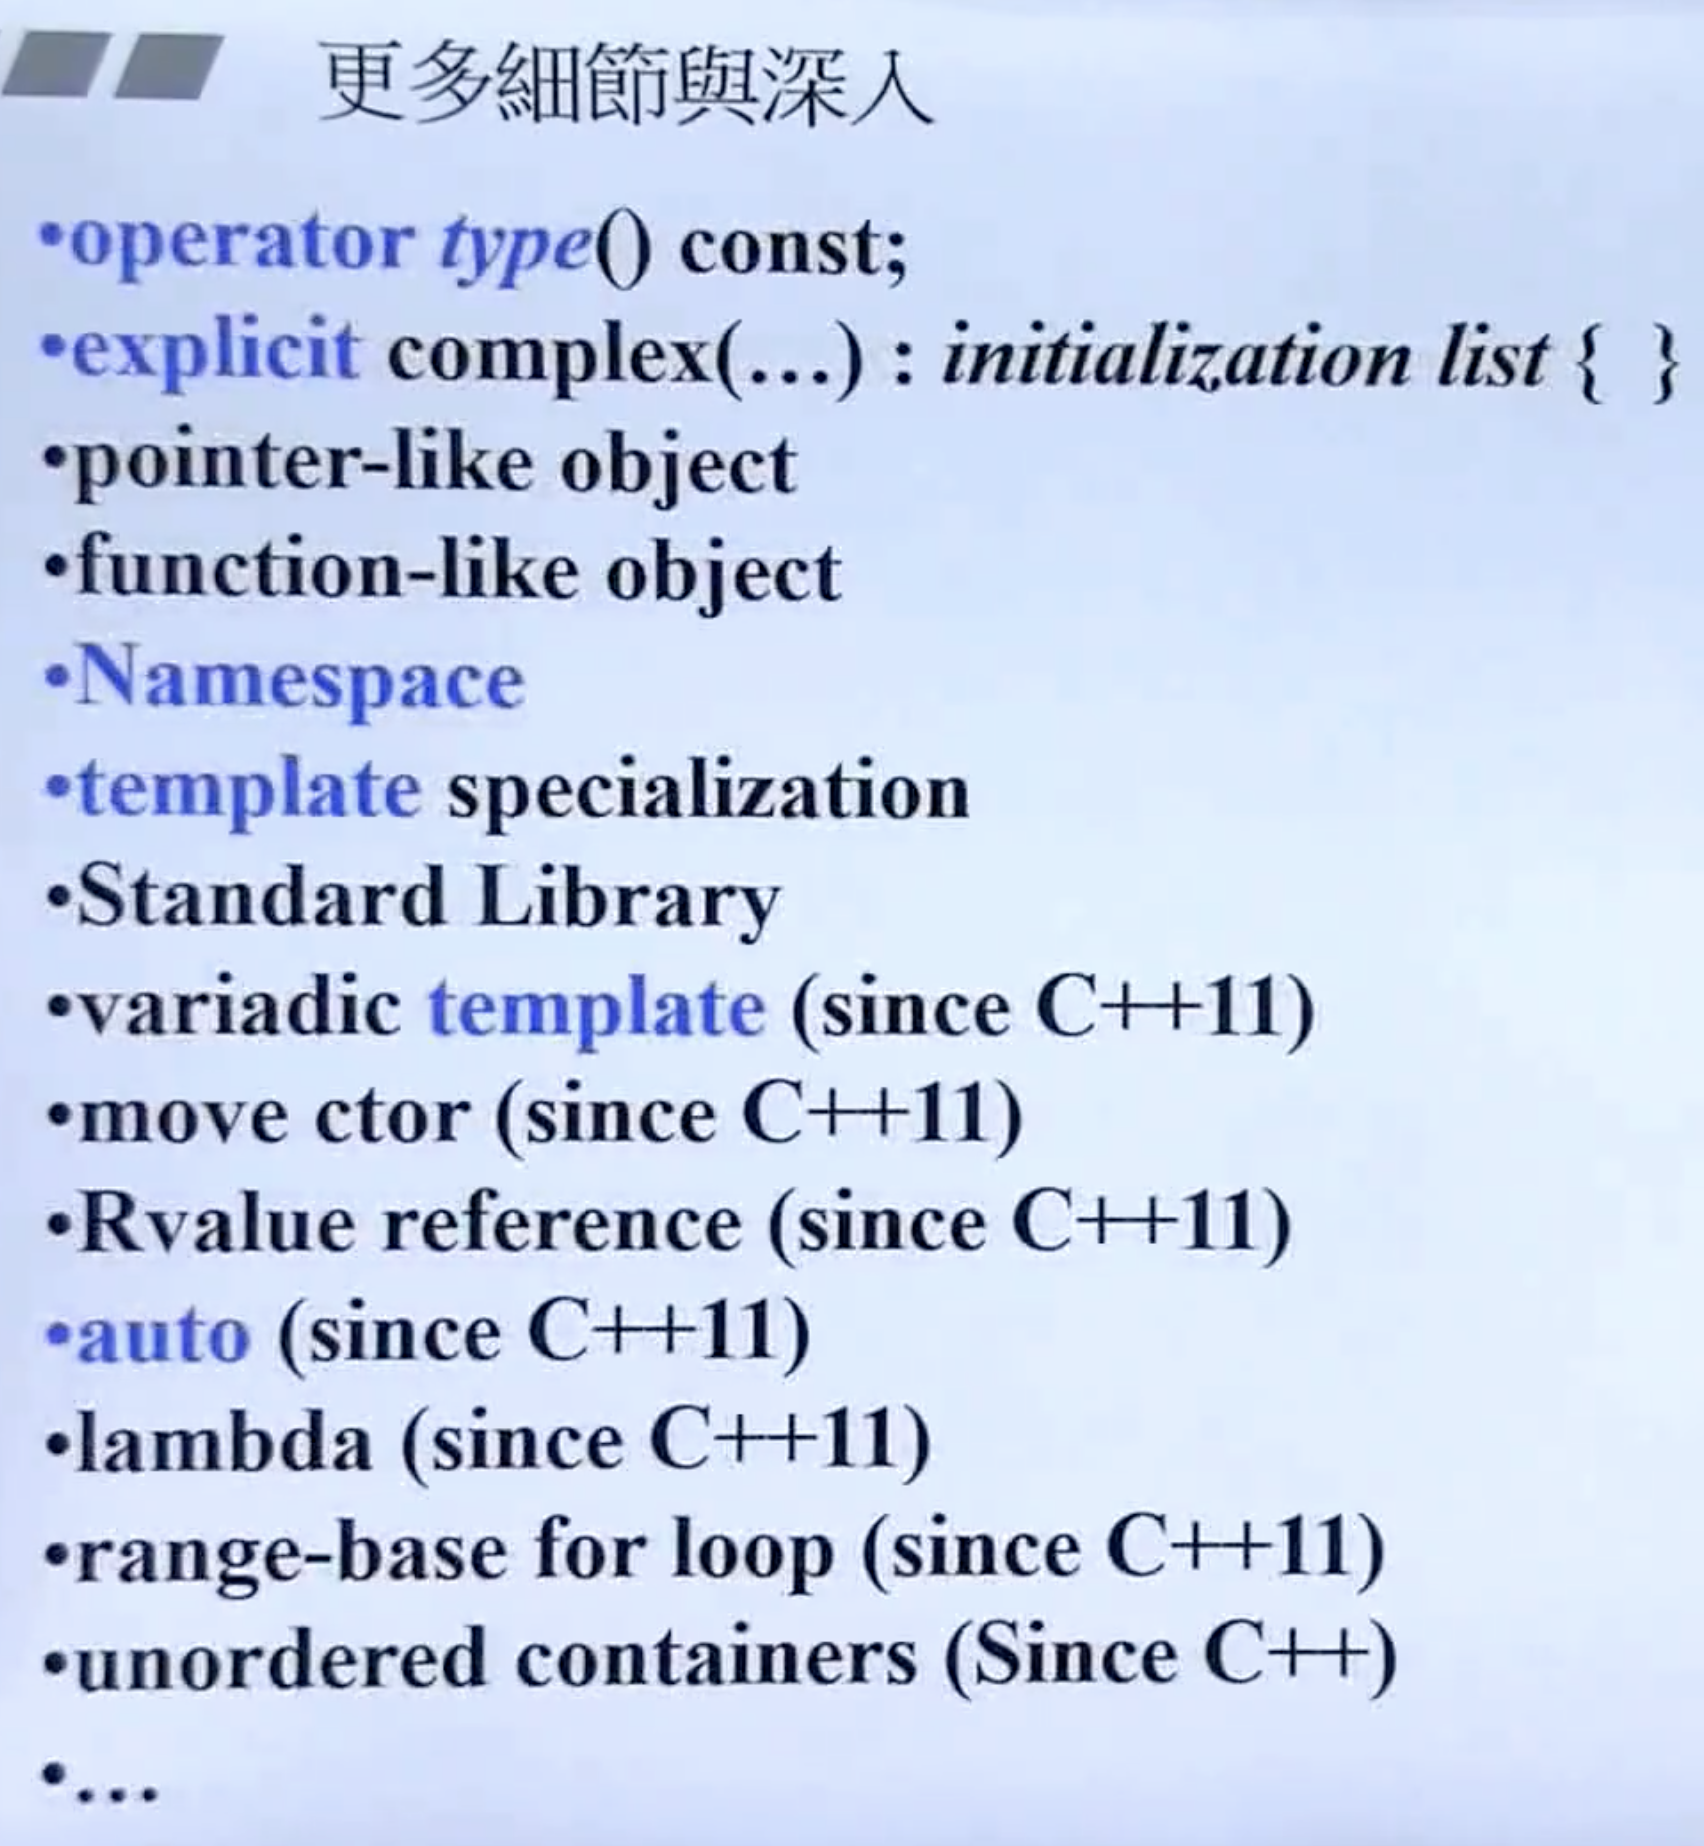 更多細節與深入
•operator type() const;
•explicit complex(…) : initialization list { }
•pointer-like object
•function-like object
•Namespace
•template specialization
•Standard Library
•variadic template (since C++11)
•move ctor (since C++11)
•Rvalue reference (since C++11)
•auto (since C++11)
•lambda (since C++11)
•range-base for loop (since C++11)
•unordered containers (Since C++)
•…